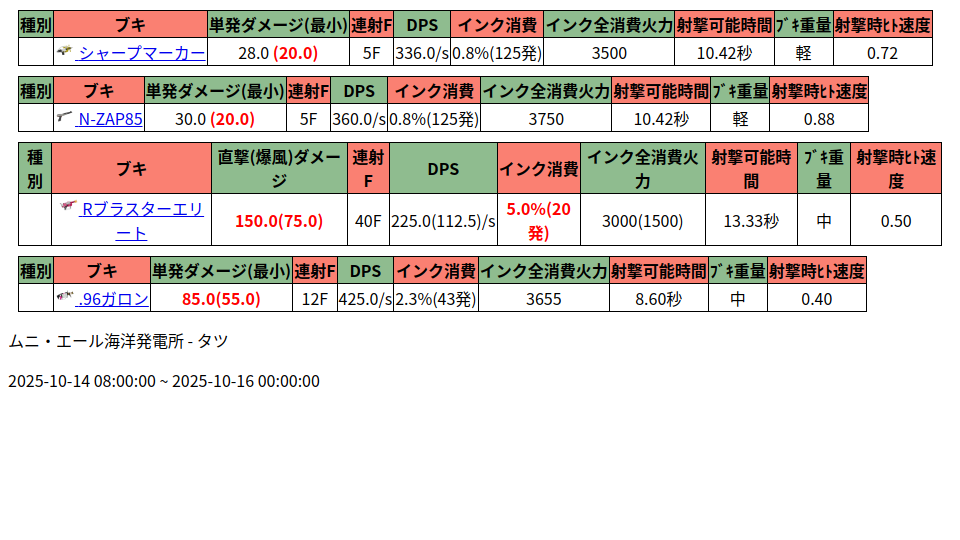 種別 ブキ 単発ダメージ(最小) 連射F DPS インク消費 インク全消費火力 射撃可能時間 ﾌﾞｷ重量 射撃時ﾋﾄ速度
シャープマーカー 28.0 (20.0) 5F 336.0/s 0.8%(125発) 3500 10.42秒 軽 0.72
種別 ブキ 単発ダメージ(最小) 連射F DPS インク消費 インク全消費火力 射撃可能時間 ﾌﾞｷ重量 射撃時ﾋﾄ速度
N-ZAP85 30.0 (20.0) 5F 360.0/s 0.8%(125発) 3750 10.42秒 軽 0.88
種別 ブキ 直撃(爆風)ダメージ 連射F DPS インク消費 インク全消費火力 射撃可能時間 ﾌﾞｷ重量 射撃時ﾋﾄ速度
Rブラスターエリート 150.0(75.0) 40F 225.0(112.5)/s 5.0%(20発) 3000(1500) 13.33秒 中 0.50
種別 ブキ 単発ダメージ(最小) 連射F DPS インク消費 インク全消費火力 射撃可能時間 ﾌﾞｷ重量 射撃時ﾋﾄ速度
.96ガロン 85.0(55.0) 12F 425.0/s 2.3%(43発) 3655 8.60秒 中 0.40
ムニ・エール海洋発電所 - タツ
2025-10-14 08:00:00 ~ 2025-10-16 00:00:00